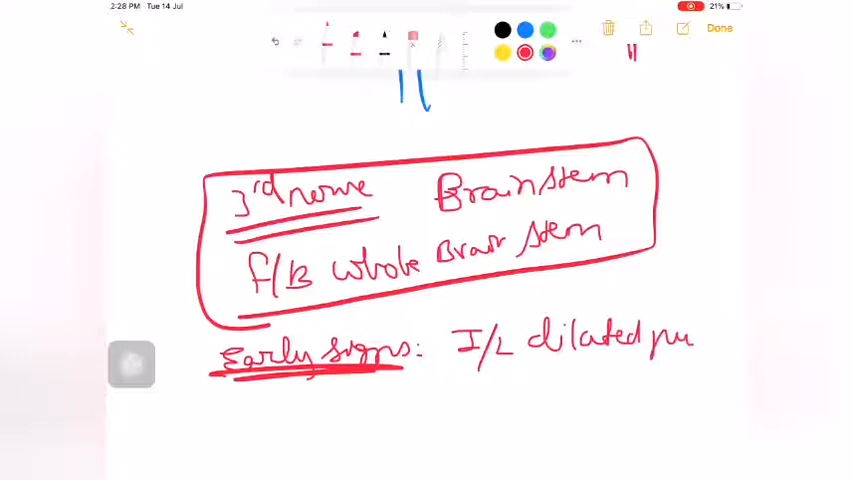 2:28 PM Tue 14 Jul 21%
Done
3rd nerve Brainstem
f/B whole Brain stem
Early signs: I/L dilated pu